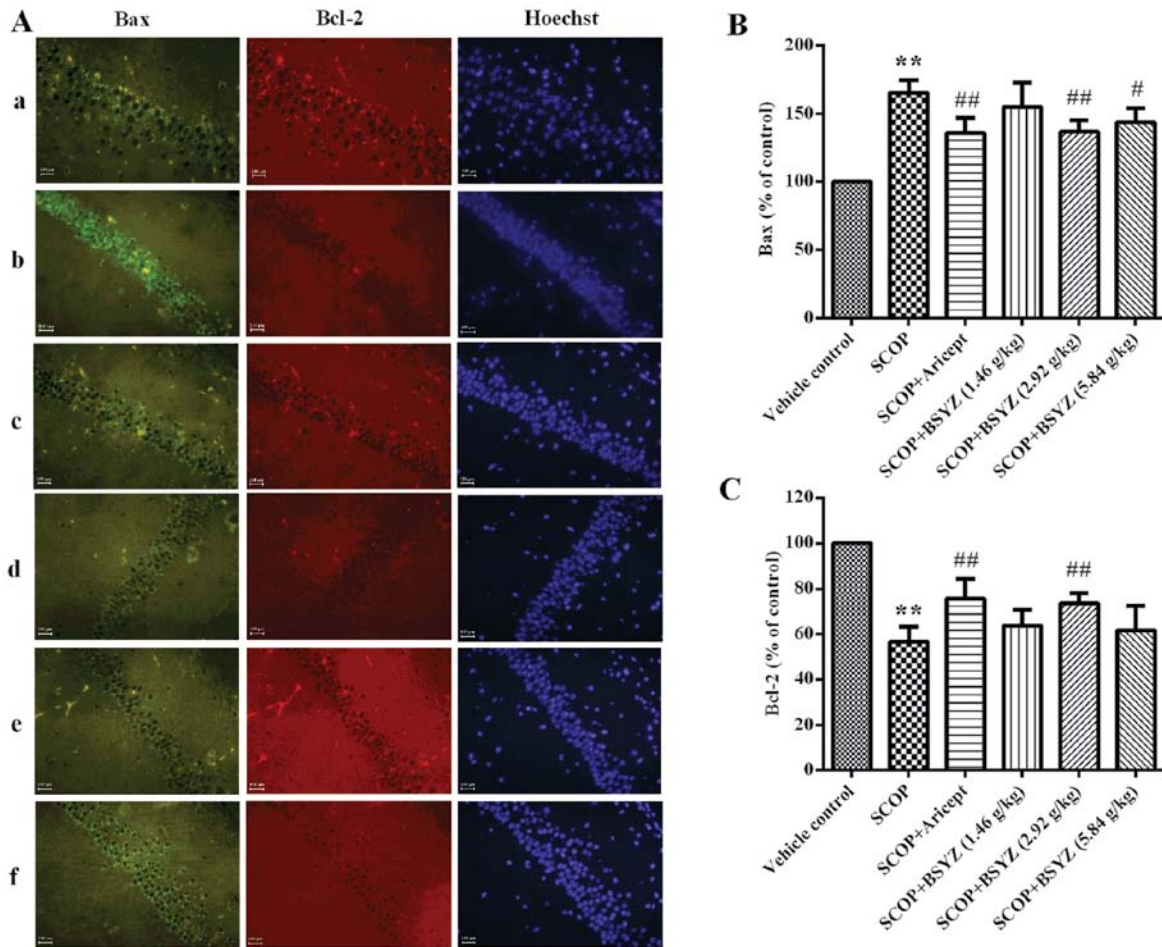 A
Bax
Bcl-2
Hoechst
a
b
c
d
e
f
B
Bax (% of control)
200
150
100
50
0
**
##
##
#
Vehicle control
SCOP
SCOP+Aricept
SCOP+BSYZ (1.46 g/kg)
SCOP+BSYZ (2.92 g/kg)
SCOP+BSYZ (5.84 g/kg)
C
Bcl-2 (% of control)
120
100
80
60
40
20
0
**
##
##
Vehicle control
SCOP
SCOP+Aricept
SCOP+BSYZ (1.46 g/kg)
SCOP+BSYZ (2.92 g/kg)
SCOP+BSYZ (5.84 g/kg)